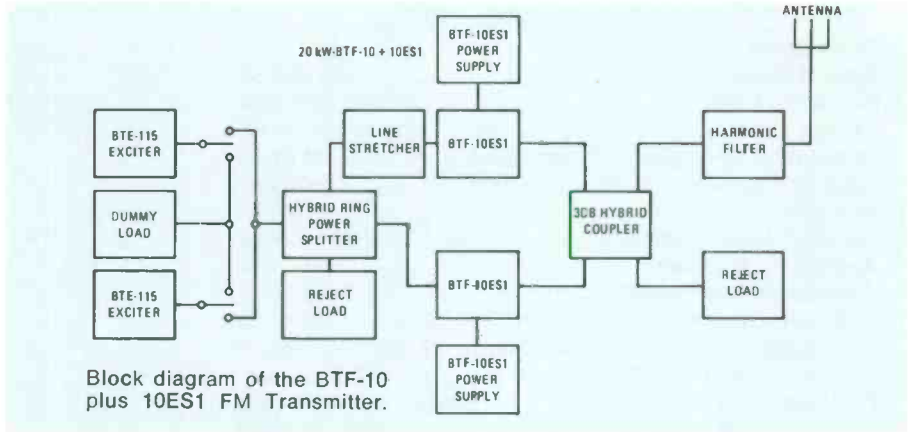 ANTENNA
20 kW-BTF-10 + 10ES1
BTF-10ES1
POWER
SUPPLY
BTE-115
EXCITER
LINE
STRETCHER
BTF-10ES1
HARMONIC
FILTER
DUMMY
LOAD
HYBRID RING
POWER
SPLITTER
3CB HYBRID
COUPLER
BTE-115
EXCITER
REJECT
LOAD
BTF-10ES1
REJECT
LOAD
BTF-10ES1
POWER
SUPPLY
Block diagram of the BTF-10
plus 10ES1 FM Transmitter.